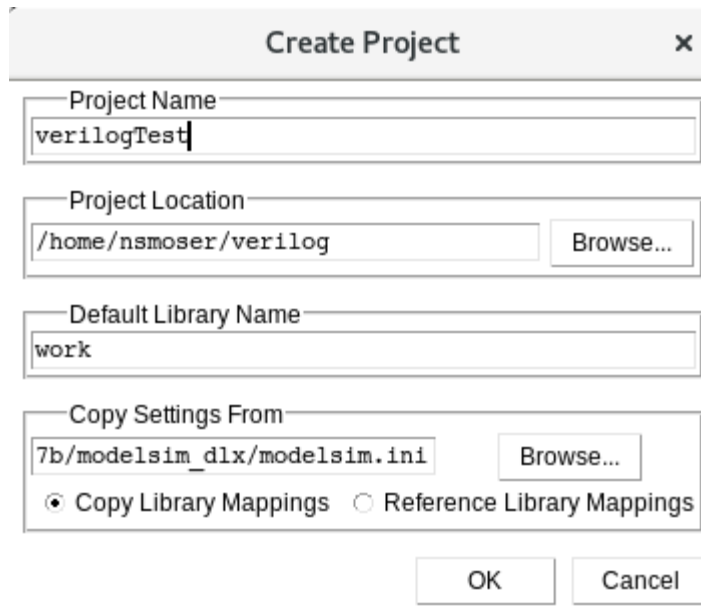 Create Project
Project Name
verilogTest
Project Location
/home/nsmoser/verilog
Browse...
Default Library Name
work
Copy Settings From
7b/modelsim_dlx/modelsim.ini
Browse...
Copy Library Mappings Reference Library Mappings
OK Cancel